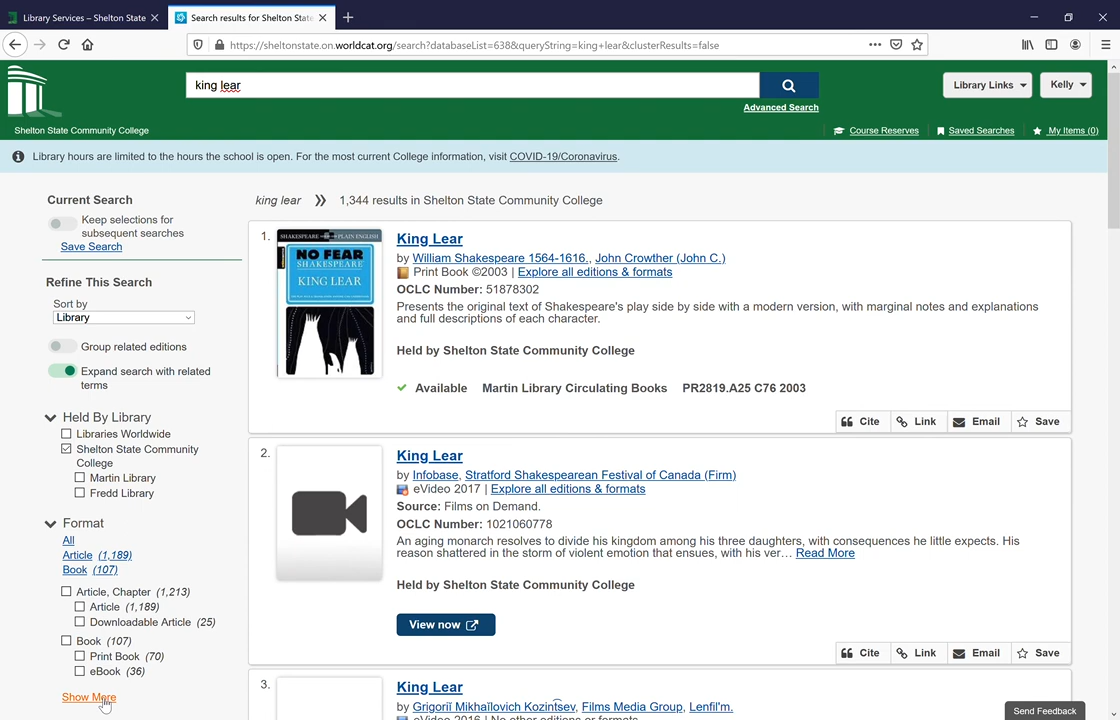 Library Services – Shelton State
Search results for Shelton State
https://sheltonstate.on.worldcat.org/search?databaseList=638&queryString=king+lear&clusterResults=false
king lear
Library Links
Kelly
Advanced Search
Shelton State Community College
Course Reserves
Saved Searches
My Items (0)
Library hours are limited to the hours the school is open. For the most current College information, visit COVID-19/Coronavirus.
Current Search
Keep selections for
subsequent searches
Save Search
Refine This Search
Sort by
Library
Group related editions
Expand search with related
terms
Held By Library
Libraries Worldwide
Shelton State Community
College
Martin Library
Fredd Library
Format
All
Article (1,189)
Book (107)
Article, Chapter (1,213)
Article (1,189)
Downloadable Article (25)
Book (107)
Print Book (70)
eBook (36)
Show More
king lear 1,344 results in Shelton State Community College
1.
SHAKESPEARE IN PLAIN ENGLISH
NO FEAR
SHAKESPEARE
KING LEAR
King Lear
by William Shakespeare 1564-1616., John Crowther (John C.)
Print Book ©2003 | Explore all editions & formats
OCLC Number: 51878302
Presents the original text of Shakespeare's play side by side with a modern version, with marginal notes and explanations
and full descriptions of each character.
Held by Shelton State Community College
Available Martin Library Circulating Books PR2819.A25 C76 2003
Cite Link Email Save
2.
King Lear
by Infobase, Stratford Shakespearean Festival of Canada (Firm)
eVideo 2017 | Explore all editions & formats
Source: Films on Demand.
OCLC Number: 1021060778
An aging monarch resolves to divide his kingdom among his three daughters, with consequences he little expects. His
reason shattered in the storm of violent emotion that ensues, with his ver… Read More
Held by Shelton State Community College
View now
Cite Link Email Save
3.
King Lear
by Grigoriĭ Mikhaĭlovich Kozint͡sev, Films Media Group, Lenfil'm.
eVideo 2016 | No other editions or formats
Send Feedback